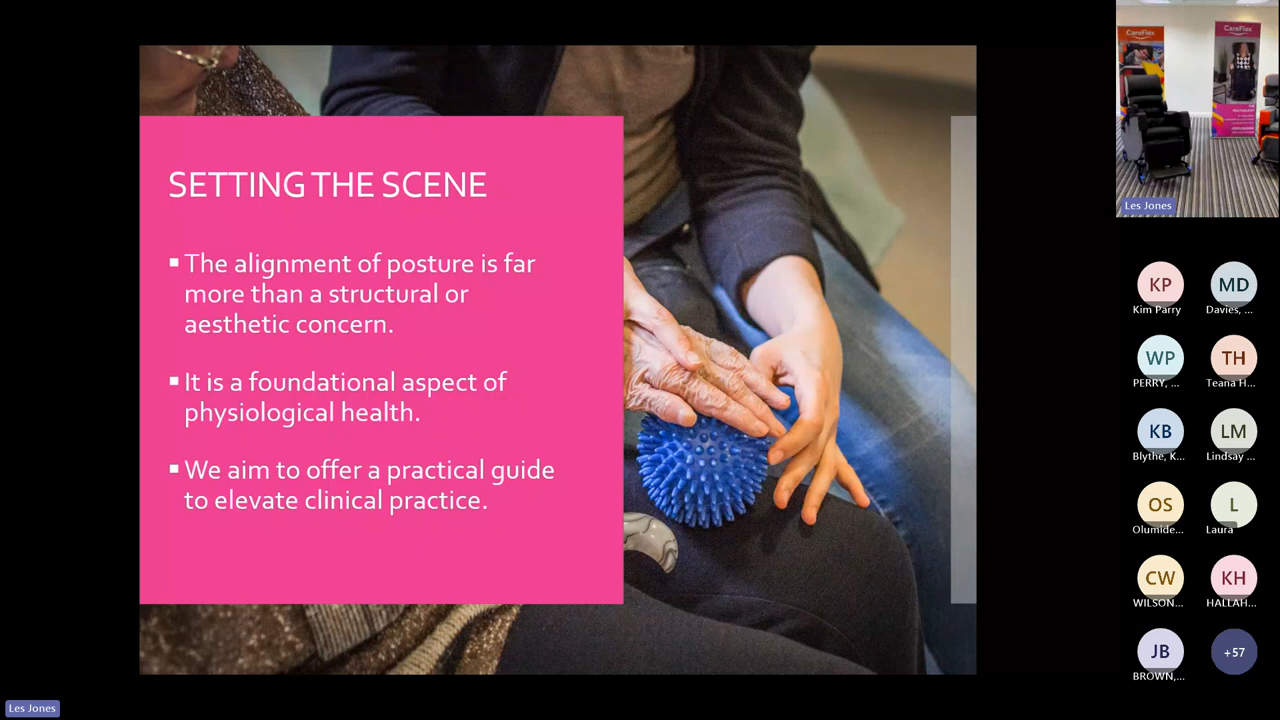 SETTING THE SCENE
▪ The alignment of posture is far
more than a structural or
aesthetic concern.
▪ It is a foundational aspect of
physiological health.
▪ We aim to offer a practical guide
to elevate clinical practice.
CareFlex
CareFlex
Les Jones
KP
Kim Parry
MD
Davies, ...
WP
PERRY, ...
TH
Teana H...
KB
Blythe, K...
LM
Lindsay ...
OS
Olumide...
L
Laura
CW
WILSON...
KH
HALLAH...
JB
BROWN,...
+57
Les Jones